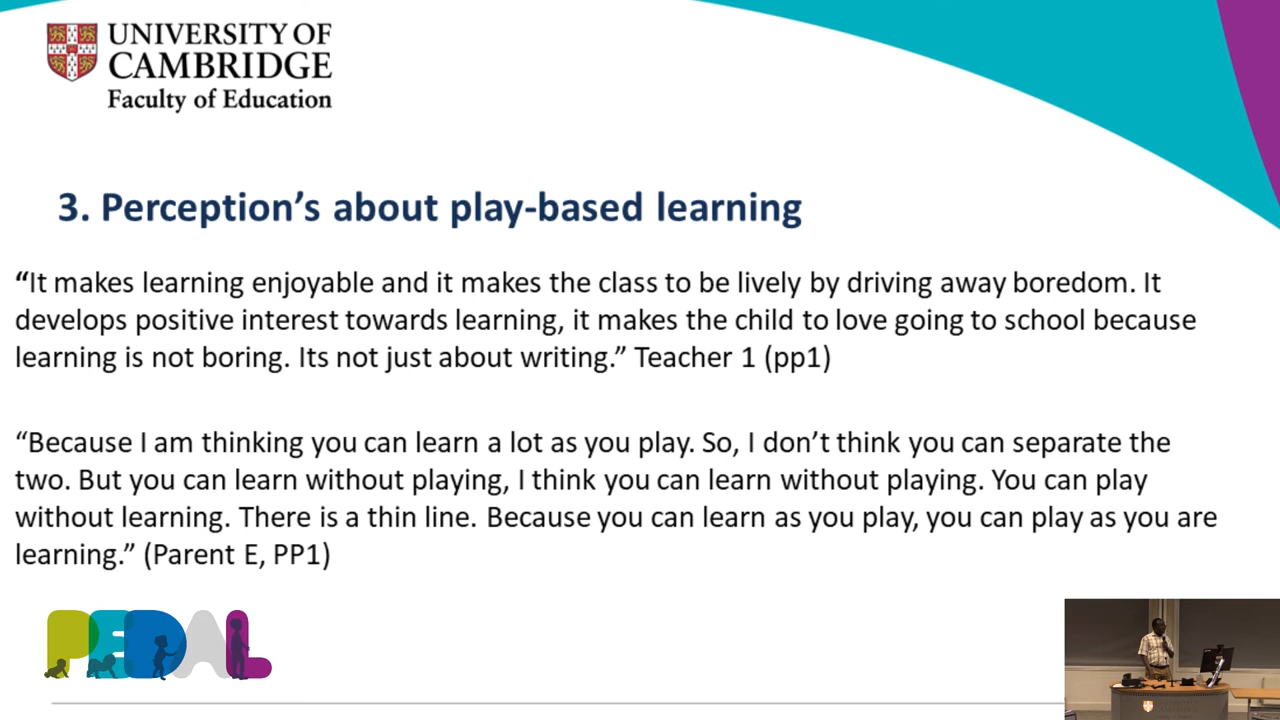 UNIVERSITY OF
CAMBRIDGE
Faculty of Education
3. Perception’s about play-based learning
“It makes learning enjoyable and it makes the class to be lively by driving away boredom. It
develops positive interest towards learning, it makes the child to love going to school because
learning is not boring. Its not just about writing.” Teacher 1 (pp1)
“Because I am thinking you can learn a lot as you play. So, I don’t think you can separate the
two. But you can learn without playing, I think you can learn without playing. You can play
without learning. There is a thin line. Because you can learn as you play, you can play as you are
learning.” (Parent E, PP1)
PEDAL